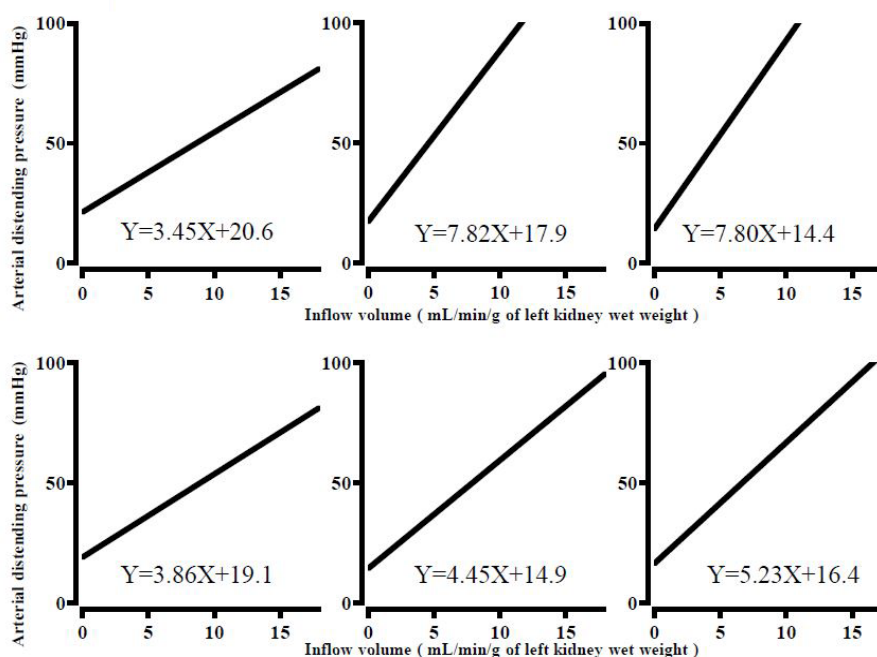 Arterial distending pressure (mmHg)
100
50
0
Y=3.45X+20.6
0 5 10 15
100
50
0
Y=7.82X+17.9
0 5 10 15
100
50
0
Y=7.80X+14.4
0 5 10 15
Inflow volume ( mL/min/g of left kidney wet weight )
Arterial distending pressure (mmHg)
100
50
0
Y=3.86X+19.1
0 5 10 15
100
50
0
Y=4.45X+14.9
0 5 10 15
100
50
0
Y=5.23X+16.4
0 5 10 15
Inflow volume ( mL/min/g of left kidney wet weight )